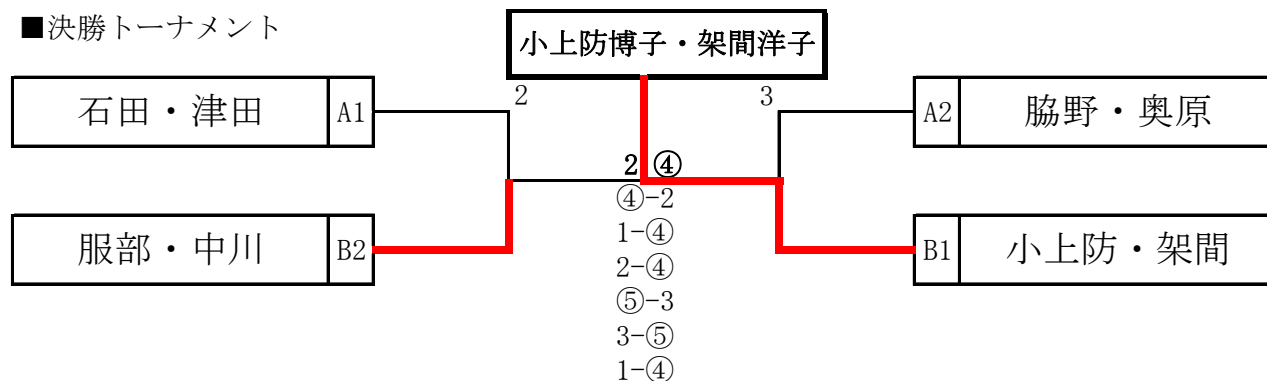 ■決勝トーナメント
小上防博子・架間洋子
石田・津田 A1
2
3
A2 脇野・奥原
2 ④
④-2
1-④
服部・中川 B2
B1 小上防・架間
2-④
⑤-3
3-⑤
1-④